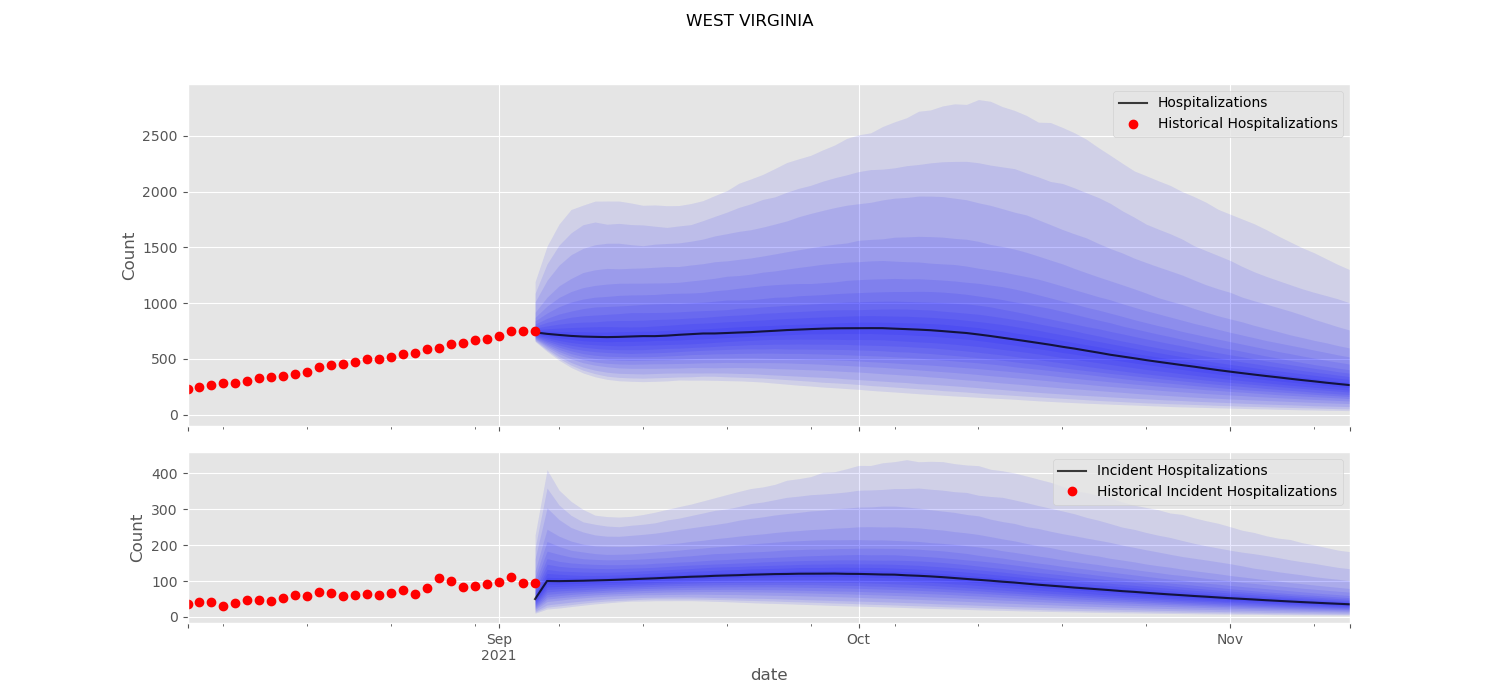 WEST VIRGINIA
Hospitalizations
Historical Hospitalizations
2500
2000
1500
1000
500
0
Count
Incident Hospitalizations
Historical Incident Hospitalizations
400
300
200
100
0
Count
Sep
2021
Oct
Nov
date